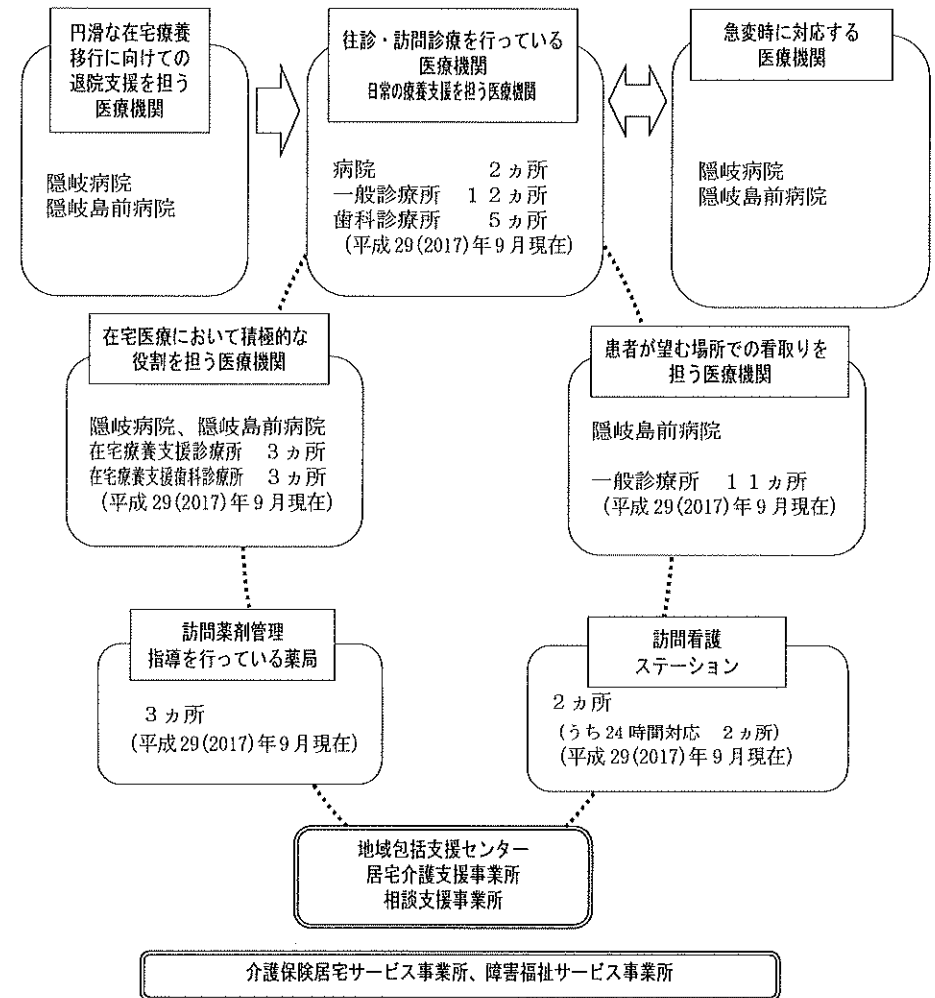 円滑な在宅療養
移行に向けての
退院支援を担う
医療機関
隠岐病院
隠岐島前病院
往診・訪問診療を行っている
医療機関
日常の療養支援を担う医療機関
病院 2ヵ所
一般診療所 12ヵ所
歯科診療所 5ヵ所
(平成29(2017)年9月現在)
急変時に対応する
医療機関
隠岐病院
隠岐島前病院
在宅医療において積極的な
役割を担う医療機関
隠岐病院、隠岐島前病院
在宅療養支援診療所 3ヵ所
在宅療養支援歯科診療所 3ヵ所
(平成29(2017)年9月現在)
患者が望む場所での看取りを
担う医療機関
隠岐島前病院
一般診療所 11ヵ所
(平成29(2017)年9月現在)
訪問薬剤管理
指導を行っている薬局
3ヵ所
(平成29(2017)年9月現在)
訪問看護
ステーション
2ヵ所
(うち24時間対応 2ヵ所)
(平成29(2017)年9月現在)
地域包括支援センター
居宅介護支援事業所
相談支援事業所
介護保険居宅サービス事業所、障害福祉サービス事業所